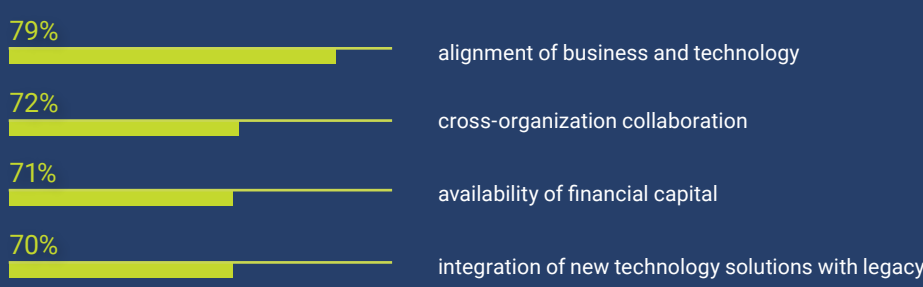 79%
alignment of business and technology
72%
cross-organization collaboration
71%
availability of financial capital
70%
integration of new technology solutions with legacy